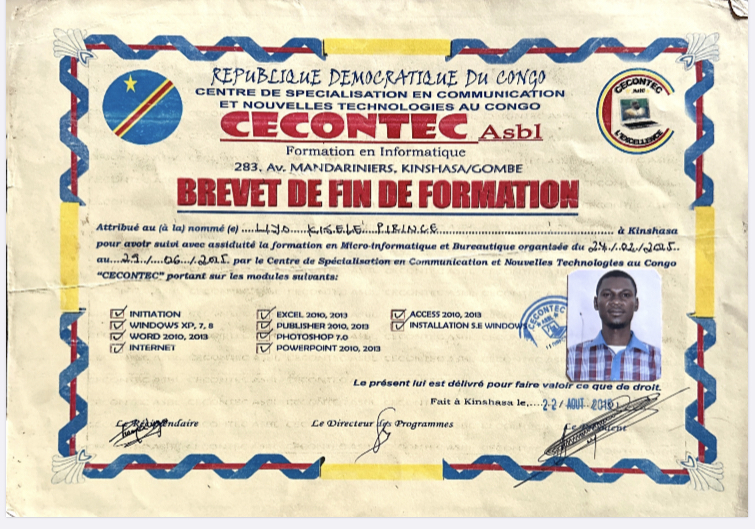 REPUBLIQUE DEMOCRATIQUE DU CONGO
CENTRE DE SPECIALISATION EN COMMUNICATION
ET NOUVELLES TECHNOLOGIES AU CONGO
CECONTEC Asbl
Formation en Informatique
283, Av. MANDARINIERS, KINSHASA/GOMBE
BREVET DE FIN DE FORMATION
CECONTEC
Asbl
L'EXCELLENCE
Attribué au (à la) nommé (e) LIYO KISELE PIRINCE à Kinshasa
pour avoir suivi avec assiduité la formation en Micro-informatique et Bureautique organisée du 24/02/2015
au 29/06/2015 par le Centre de Spécialisation en Communication et Nouvelles Technologies au Congo
"CECONTEC" portant sur les modules suivants:
INITIATION
WINDOWS XP, 7, 8
WORD 2010, 2013
INTERNET
EXCEL 2010, 2013
PUBLISHER 2010, 2013
PHOTOSHOP 7.0
POWERPOINT 2010, 2013
ACCESS 2010, 2013
INSTALLATION S.E WINDOWS
CECONTEC
Le présent lui est délivré pour faire valoir ce que de droit.
Fait à Kinshasa le, 22 AOUT 2015
Le Récipiendaire
Le Directeur des Programmes
Le Président